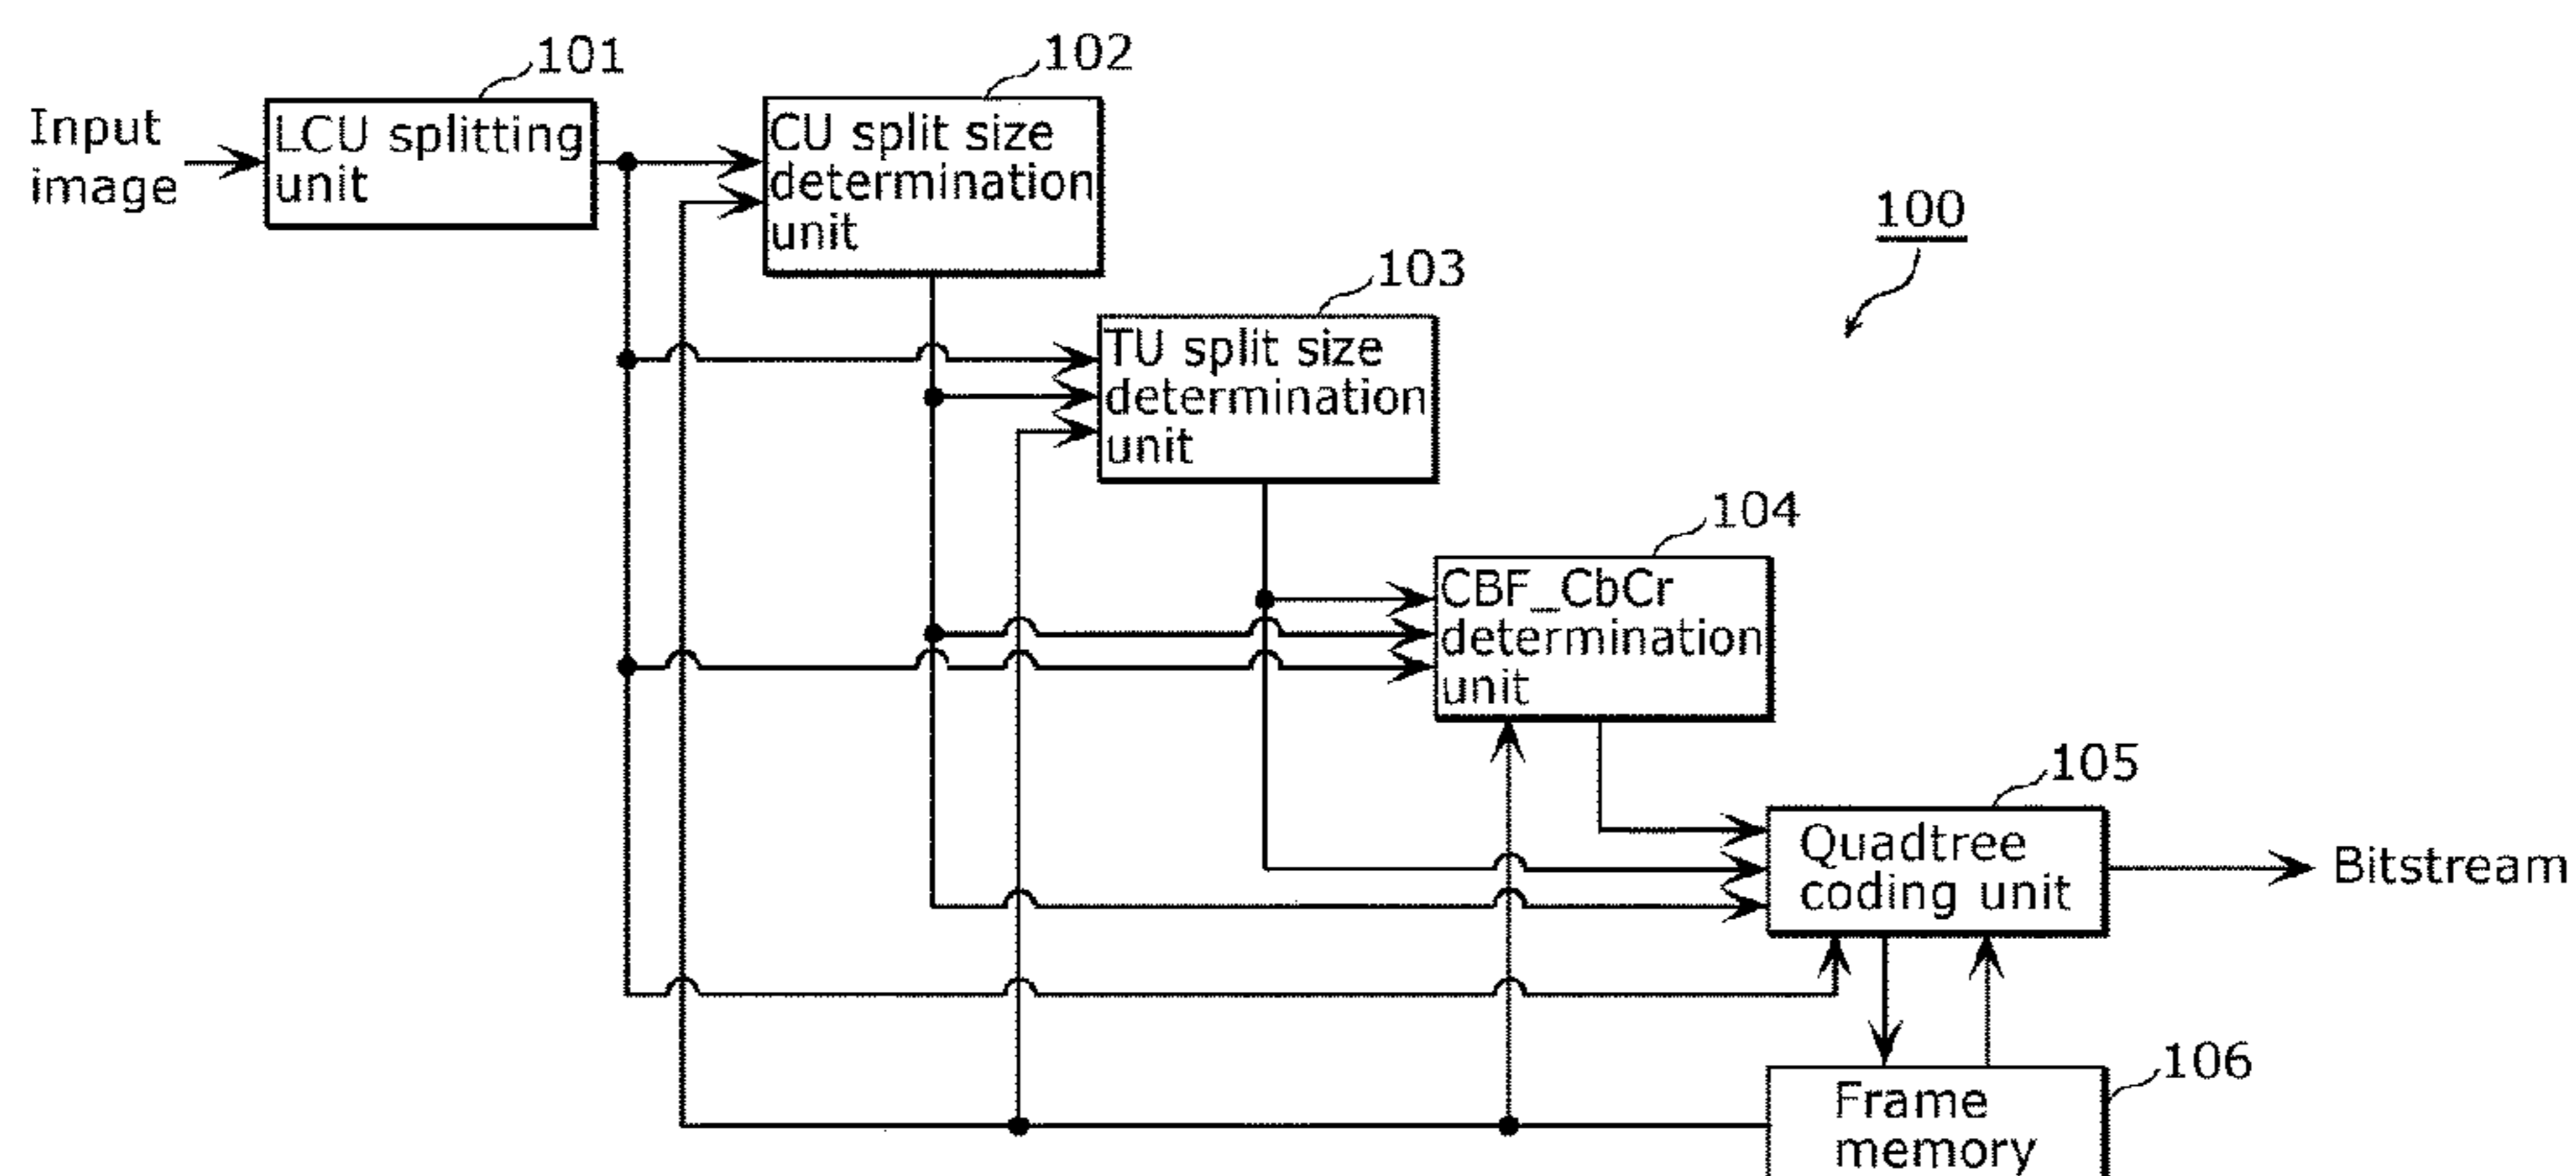 101
102
Input
image
LCU splitting
unit
CU split size
determination
unit
100
103
TU split size
determination
unit
104
CBF_CbCr
determination
unit
105
Quadtree
coding unit
Bitstream
106
Frame
memory